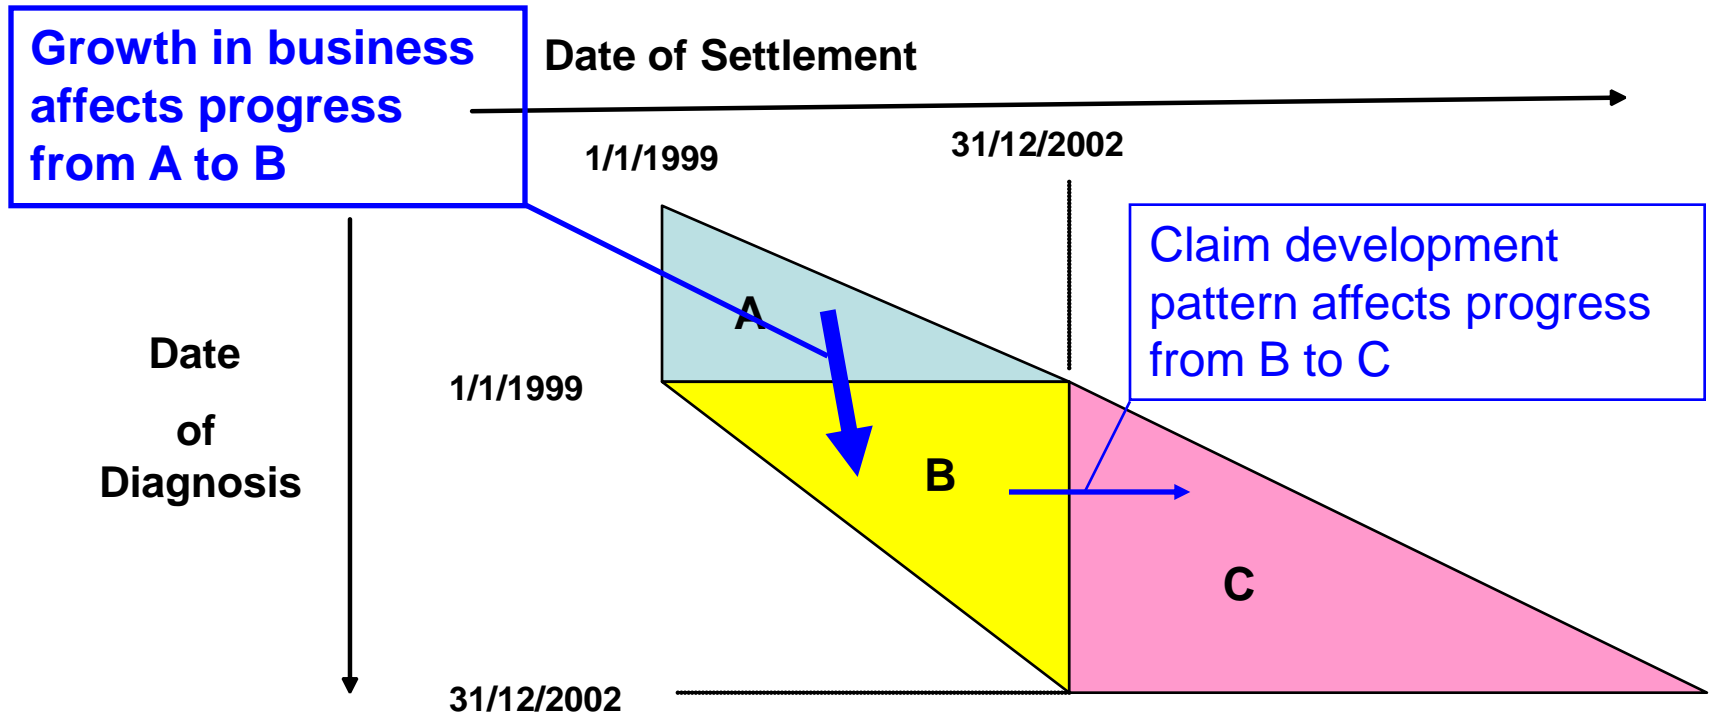 Growth in business
affects progress
from A to B
Date of Settlement
1/1/1999
31/12/2002
Claim development
pattern affects progress
from B to C
A
Date
of
Diagnosis
1/1/1999
B
C
31/12/2002